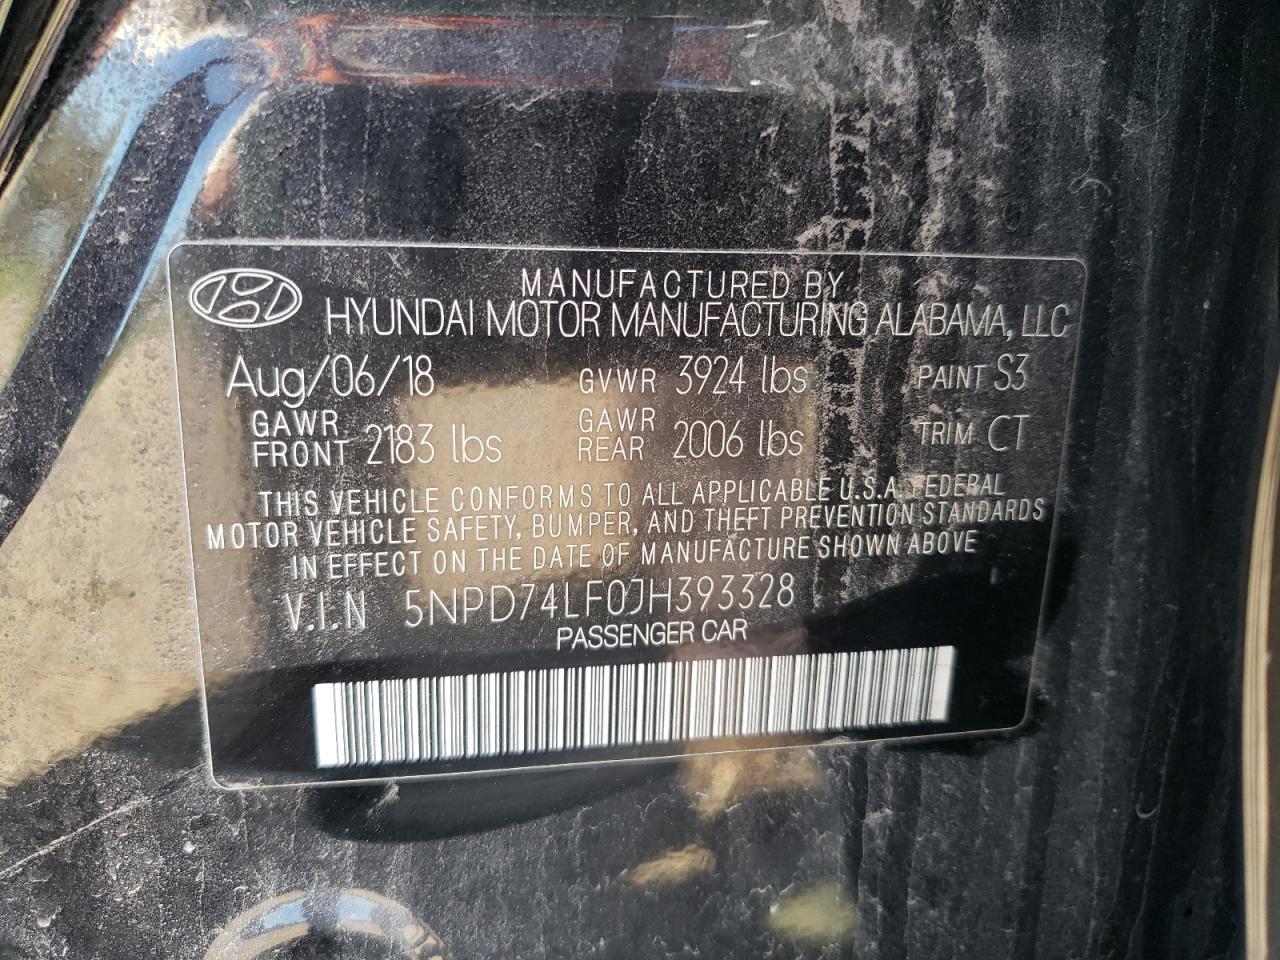 MANUFACTURED BY
HYUNDAI MOTOR MANUFACTURING ALABAMA, LLC
Aug/06/18 GVWR 3924 lbs PAINT S3
GAWR FRONT 2183 lbs GAWR REAR 2006 lbs TRIM CT
THIS VEHICLE CONFORMS TO ALL APPLICABLE U.S.A. FEDERAL
MOTOR VEHICLE SAFETY, BUMPER, AND THEFT PREVENTION STANDARDS
IN EFFECT ON THE DATE OF MANUFACTURE SHOWN ABOVE
V.I.N 5NPD74LF0JH393328
PASSENGER CAR